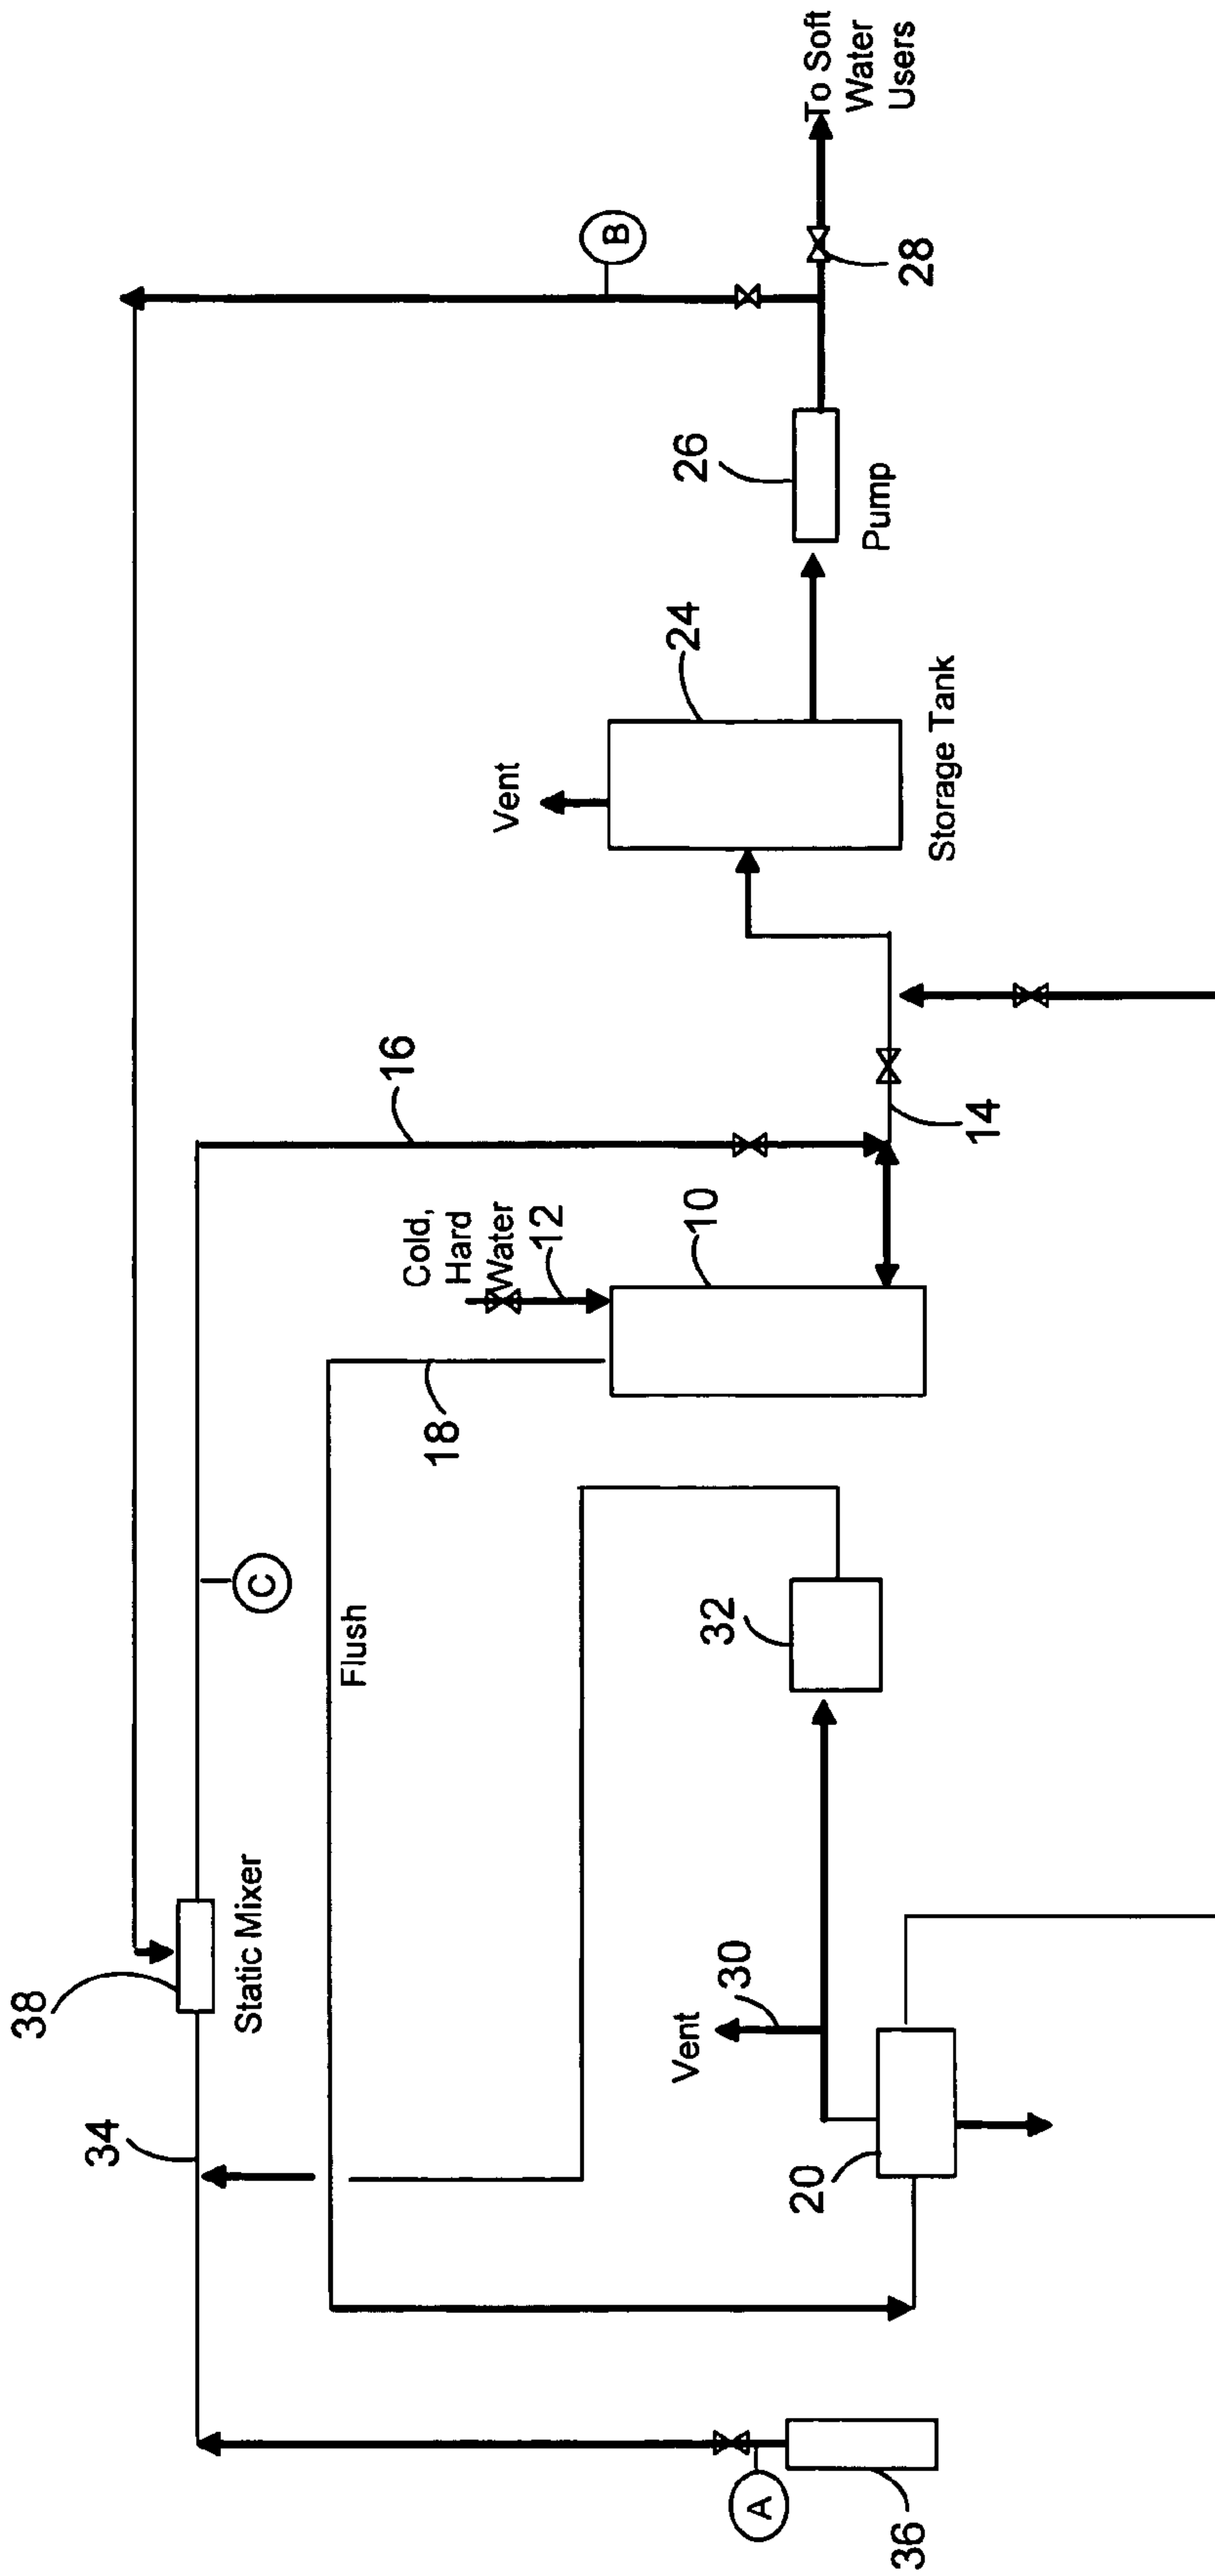 38
34
Static Mixer
C
16
B
Flush
18
Cold,
Hard
Water
12
Vent
24
26
10
14
Storage Tank
Pump
28
To Soft
Water
Users
Vent
30
32
20
A
36